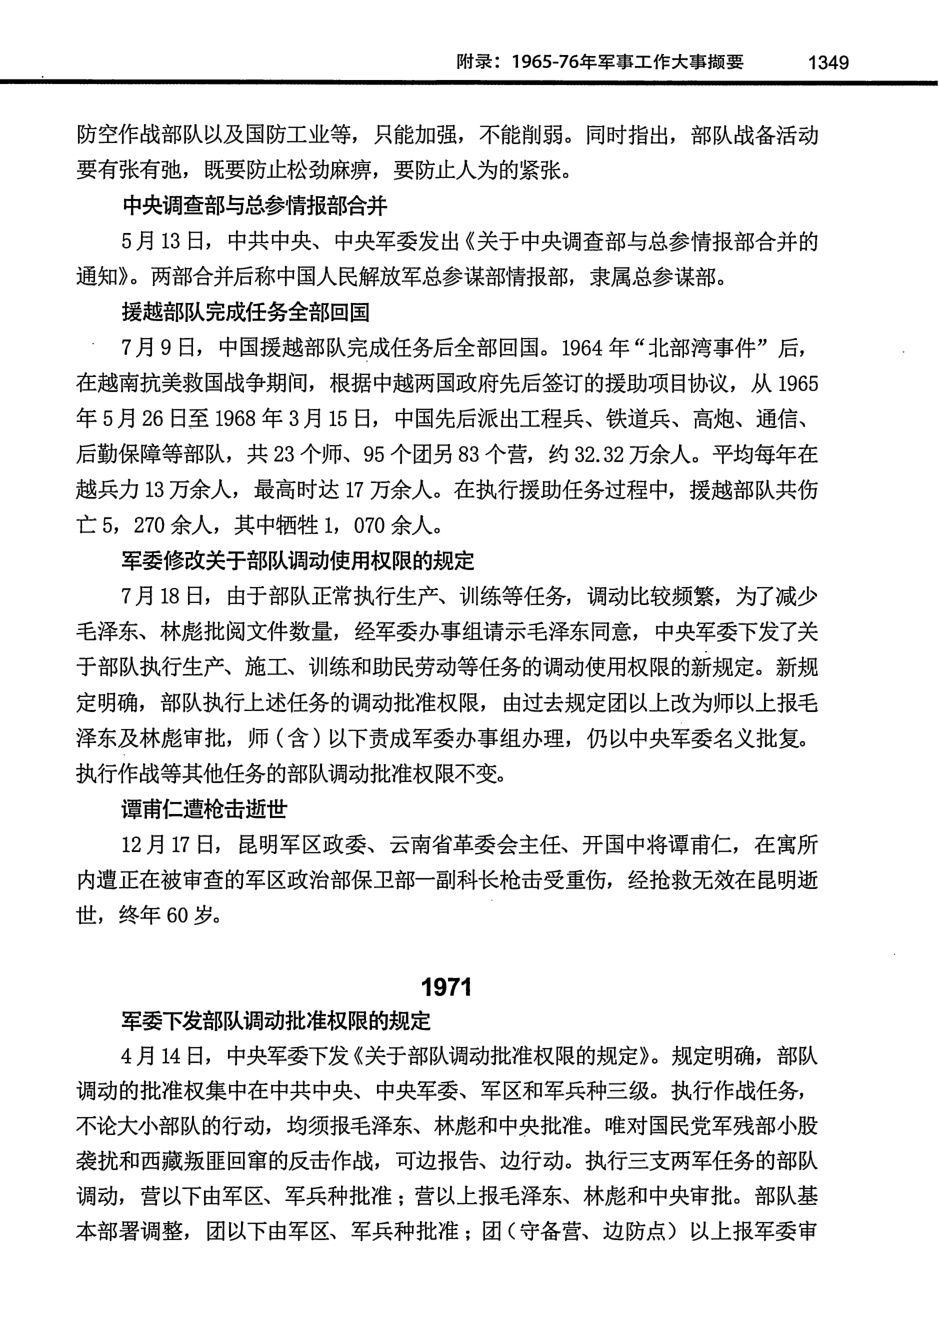 附录：1965-76年军事工作大事撷要 1349
防空作战部队以及国防工业等，只能加强，不能削弱。同时指出，部队战备活动
要有张有弛，既要防止松劲麻痹，要防止人为的紧张。
中央调查部与总参情报部合并
5月13日，中共中央、中央军委发出《关于中央调查部与总参情报部合并的
通知》。两部合并后称中国人民解放军总参谋部情报部，隶属总参谋部。
援越部队完成任务全部回国
7月9日，中国援越部队完成任务后全部回国。1964年“北部湾事件”后，
在越南抗美救国战争期间，根据中越两国政府先后签订的援助项目协议，从1965
年5月26日至1968年3月15日，中国先后派出工程兵、铁道兵、高炮、通信、
后勤保障等部队，共23个师、95个团另83个营，约32.32万余人。平均每年在
越兵力13万余人，最高时达17万余人。在执行援助任务过程中，援越部队共伤
亡5，270余人，其中牺牲1，070余人。
军委修改关于部队调动使用权限的规定
7月18日，由于部队正常执行生产、训练等任务，调动比较频繁，为了减少
毛泽东、林彪批阅文件数量，经军委办事组请示毛泽东同意，中央军委下发了关
于部队执行生产、施工、训练和助民劳动等任务的调动使用权限的新规定。新规
定明确，部队执行上述任务的调动批准权限，由过去规定团以上改为师以上报毛
泽东及林彪审批，师（含）以下责成军委办事组办理，仍以中央军委名义批复。
执行作战等其他任务的部队调动批准权限不变。
谭甫仁遭枪击逝世
12月17日，昆明军区政委、云南省革委会主任、开国中将谭甫仁，在寓所
内遭正在被审查的军区政治部保卫部一副科长枪击受重伤，经抢救无效在昆明逝
世，终年60岁。
1971
军委下发部队调动批准权限的规定
4月14日，中央军委下发《关于部队调动批准权限的规定》。规定明确，部队
调动的批准权集中在中共中央、中央军委、军区和军兵种三级。执行作战任务，
不论大小部队的行动，均须报毛泽东、林彪和中央批准。唯对国民党军残部小股
袭扰和西藏叛匪回窜的反击作战，可边报告、边行动。执行三支两军任务的部队
调动，营以下由军区、军兵种批准；营以上报毛泽东、林彪和中央审批。部队基
本部署调整，团以下由军区、军兵种批准；团（守备营、边防点）以上报军委审